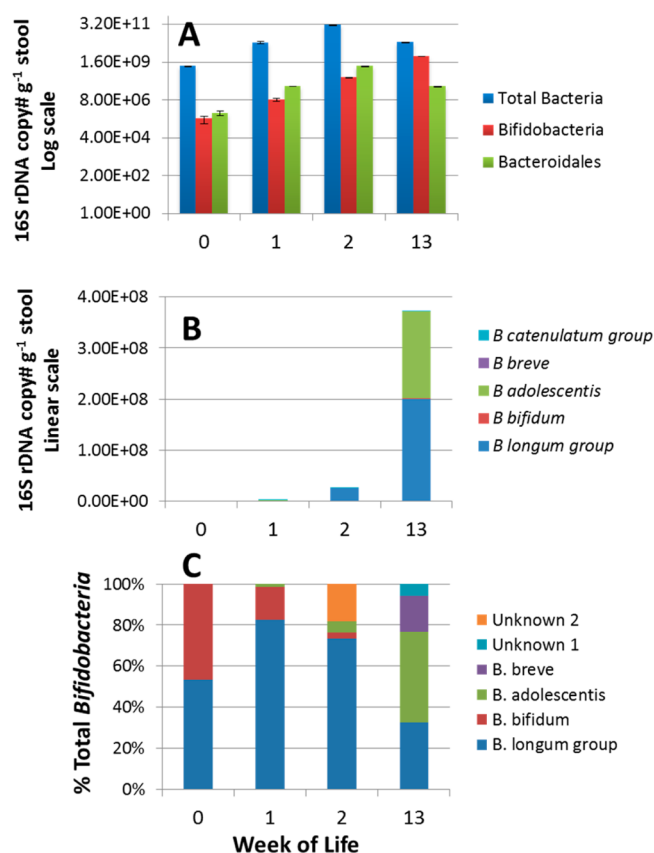 A
16S rDNA copy# g-1 stool
Log scale
3.20E+11
1.60E+09
8.00E+06
4.00E+04
2.00E+02
1.00E+00
0 1 2 13
Total Bacteria
Bifidobacteria
Bacteroidales
B
16S rDNA copy# g-1 stool
Linear scale
4.00E+08
3.00E+08
2.00E+08
1.00E+08
0.00E+00
0 1 2 13
B catenulatum group
B breve
B adolescentis
B bifidum
B longum group
C
% Total Bifidobacteria
100%
80%
60%
40%
20%
0%
0 1 2 13
Week of Life
Unknown 2
Unknown 1
B. breve
B. adolescentis
B. bifidum
B. longum group